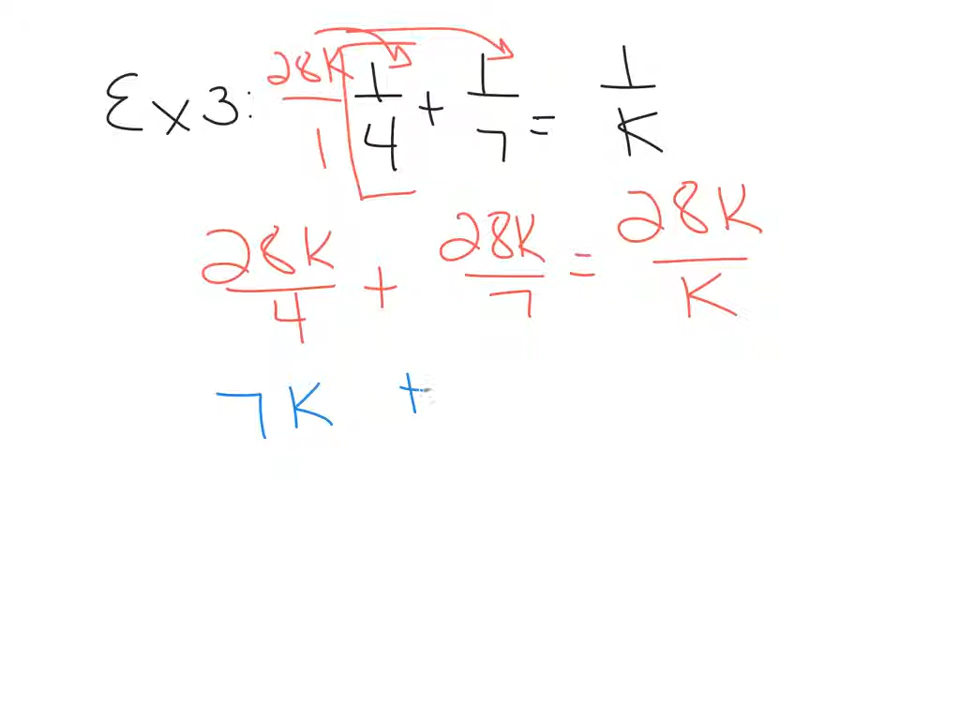 Ex3: 28K/1 [ 1/4 + 1/7 = 1/K
28K/4 + 28K/7 = 28K/K
7K +